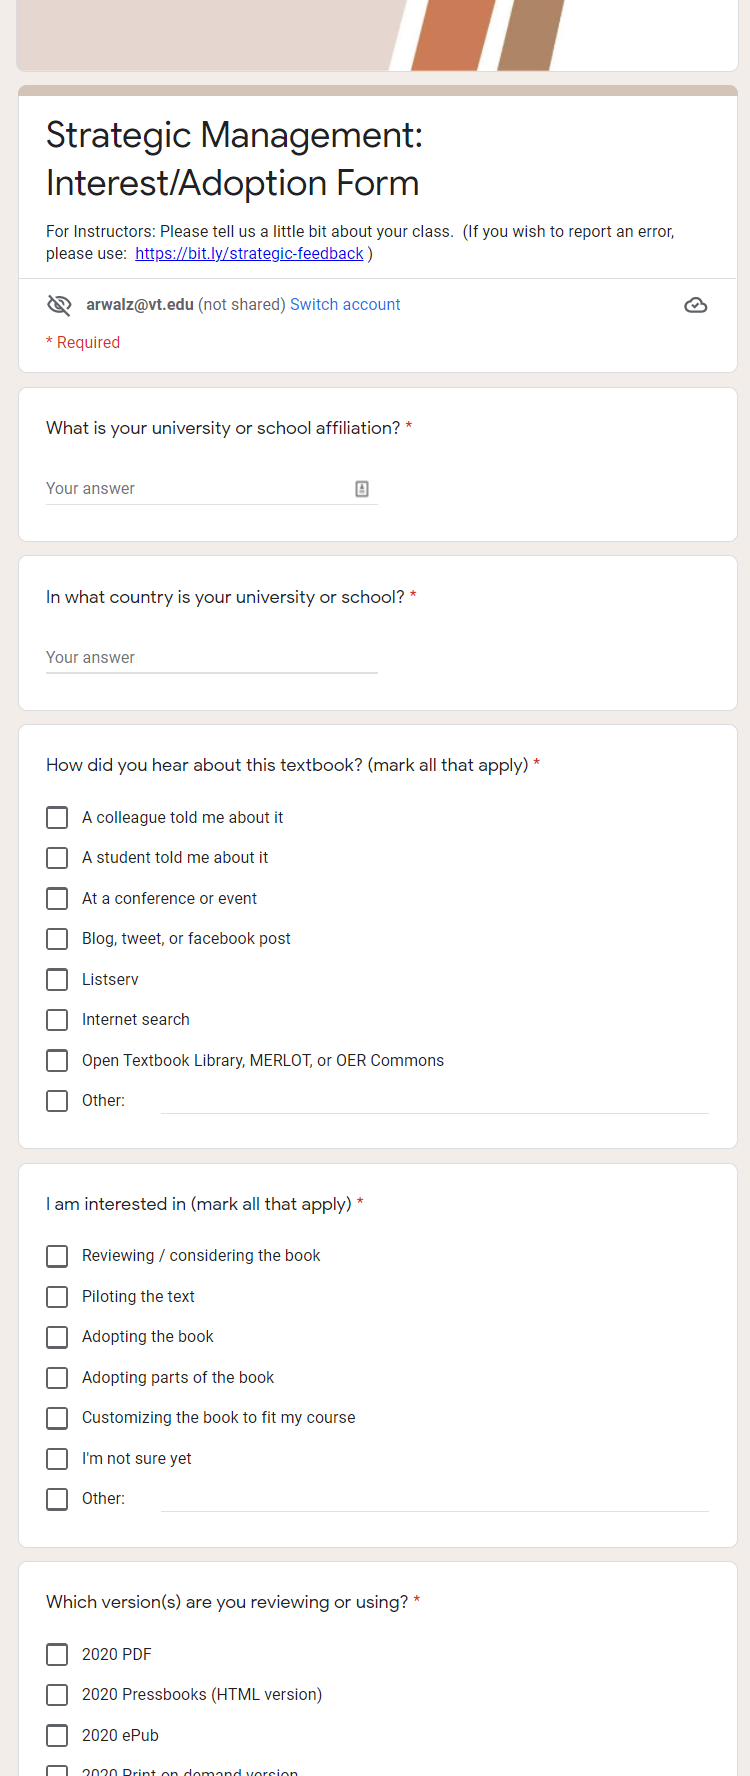 Strategic Management:
Interest/Adoption Form
For Instructors: Please tell us a little bit about your class.  (If you wish to report an error,
please use:  https://bit.ly/strategic-feedback )
arwalz@vt.edu (not shared) Switch account
* Required
What is your university or school affiliation? *
Your answer
In what country is your university or school? *
Your answer
How did you hear about this textbook? (mark all that apply) *
A colleague told me about it
A student told me about it
At a conference or event
Blog, tweet, or facebook post
Listserv
Internet search
Open Textbook Library, MERLOT, or OER Commons
Other:
I am interested in (mark all that apply) *
Reviewing / considering the book
Piloting the text
Adopting the book
Adopting parts of the book
Customizing the book to fit my course
I'm not sure yet
Other:
Which version(s) are you reviewing or using? *
2020 PDF
2020 Pressbooks (HTML version)
2020 ePub
2020 Print on demand version